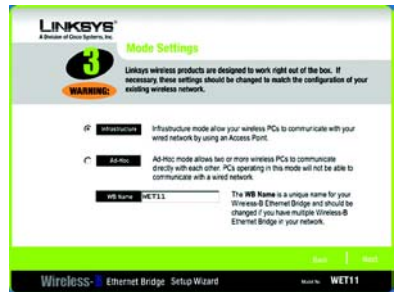 LINKSYS®
A Division of Cisco Systems, Inc.
3
Mode Settings
WARNING:
Linksys wireless products are designed to work right out of the box. If
necessary, these settings should be changed to match the configuration of your
existing wireless network.
Infrastructure
Infrastructure mode allow your wireless PCs to communicate with your
wired network by using an Access Point.
Ad-Hoc
Ad-Hoc mode allows two or more wireless PCs to communicate
directly with each other. PCs operating in this mode will not be able to
communicate with a wired network.
WB Name
WET11
The WB Name is a unique name for your
Wireless-B Ethernet Bridge and should be
changed if you have multiple Wireless-B
Ethernet Bridge in your network.
Back
Next
Wireless-B Ethernet Bridge Setup Wizard
Model No. WET11